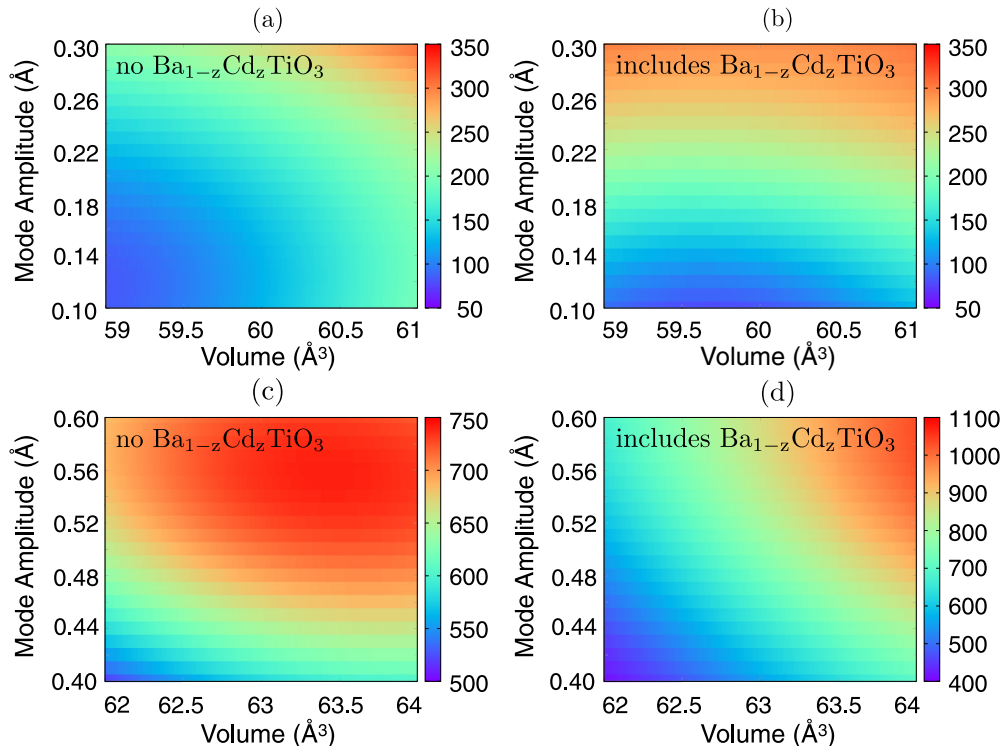 (a)
no Ba₁₋zCdzTiO₃
Mode Amplitude (Å)
0.30
0.26
0.22
0.18
0.14
0.10
59 59.5 60 60.5 61
Volume (Å³)
350
300
250
200
150
100
50
(b)
includes Ba₁₋zCdzTiO₃
Mode Amplitude (Å)
0.30
0.26
0.22
0.18
0.14
0.10
59 59.5 60 60.5 61
Volume (Å³)
350
300
250
200
150
100
50
(c)
no Ba₁₋zCdzTiO₃
Mode Amplitude (Å)
0.60
0.56
0.52
0.48
0.44
0.40
62 62.5 63 63.5 64
Volume (Å³)
750
700
650
600
550
500
(d)
includes Ba₁₋zCdzTiO₃
Mode Amplitude (Å)
0.60
0.56
0.52
0.48
0.44
0.40
62 62.5 63 63.5 64
Volume (Å³)
1100
1000
900
800
700
600
500
400